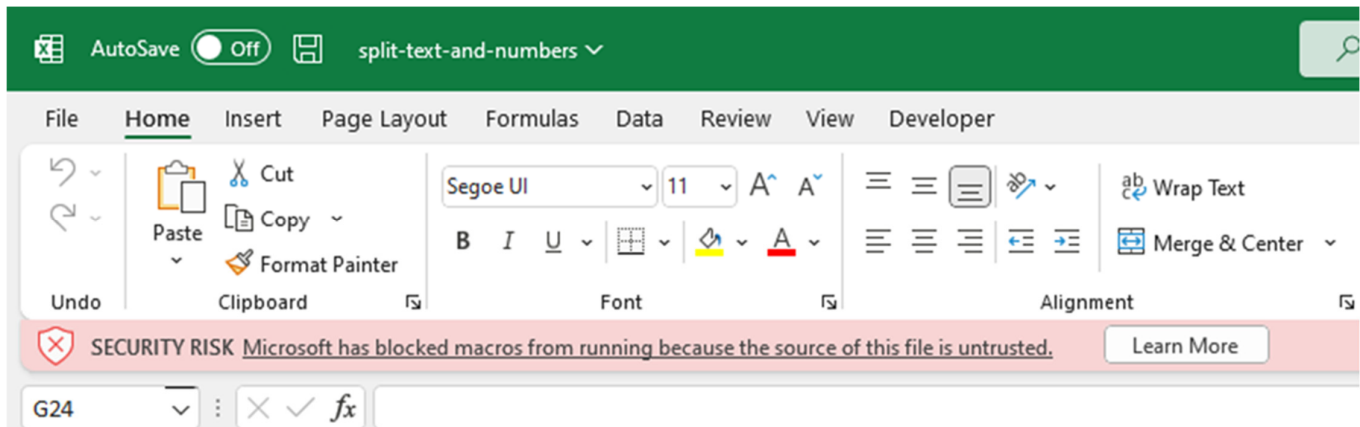 AutoSave Off split-text-and-numbers
File Home Insert Page Layout Formulas Data Review View Developer
Cut
Segoe UI 11 A A ab Wrap Text
Copy
Paste
B I U A Merge & Center
Format Painter
Undo Clipboard Font Alignment
SECURITY RISK Microsoft has blocked macros from running because the source of this file is untrusted. Learn More
G24 fx